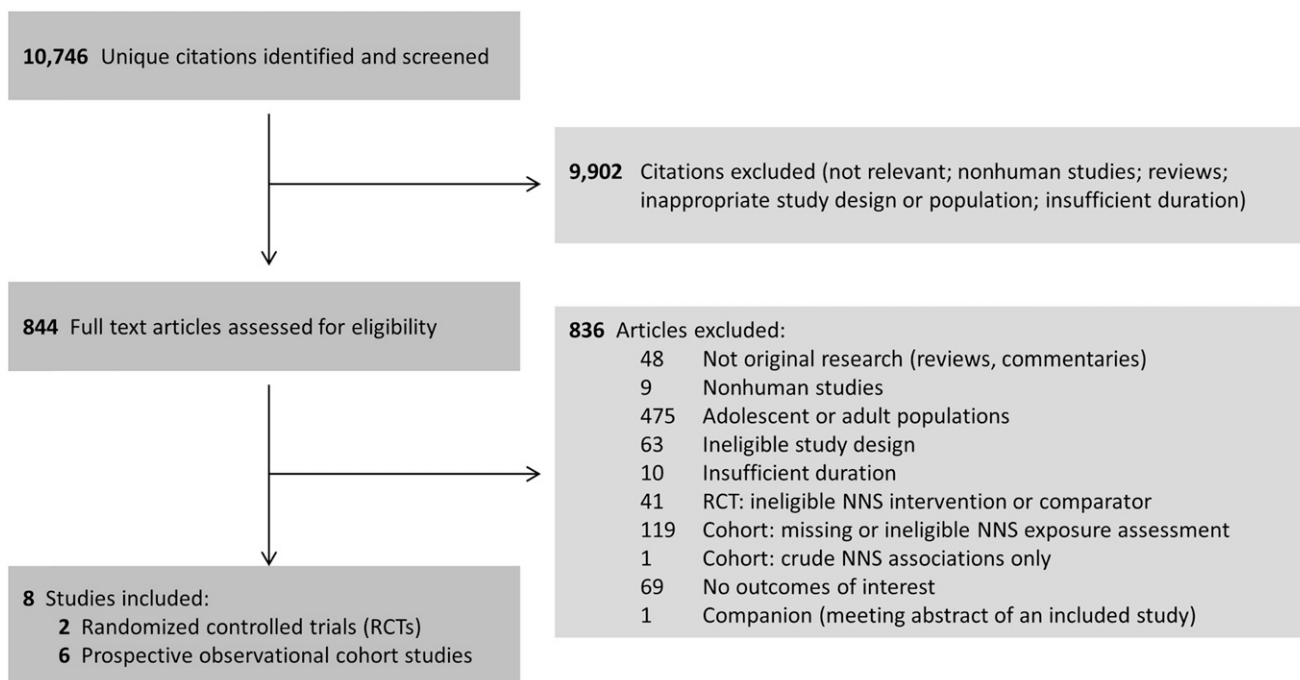 10,746 Unique citations identified and screened
9,902 Citations excluded (not relevant; nonhuman studies; reviews;
inappropriate study design or population; insufficient duration)
844 Full text articles assessed for eligibility
836 Articles excluded:
48 Not original research (reviews, commentaries)
9 Nonhuman studies
475 Adolescent or adult populations
63 Ineligible study design
10 Insufficient duration
41 RCT: ineligible NNS intervention or comparator
119 Cohort: missing or ineligible NNS exposure assessment
1 Cohort: crude NNS associations only
69 No outcomes of interest
1 Companion (meeting abstract of an included study)
8 Studies included:
2 Randomized controlled trials (RCTs)
6 Prospective observational cohort studies